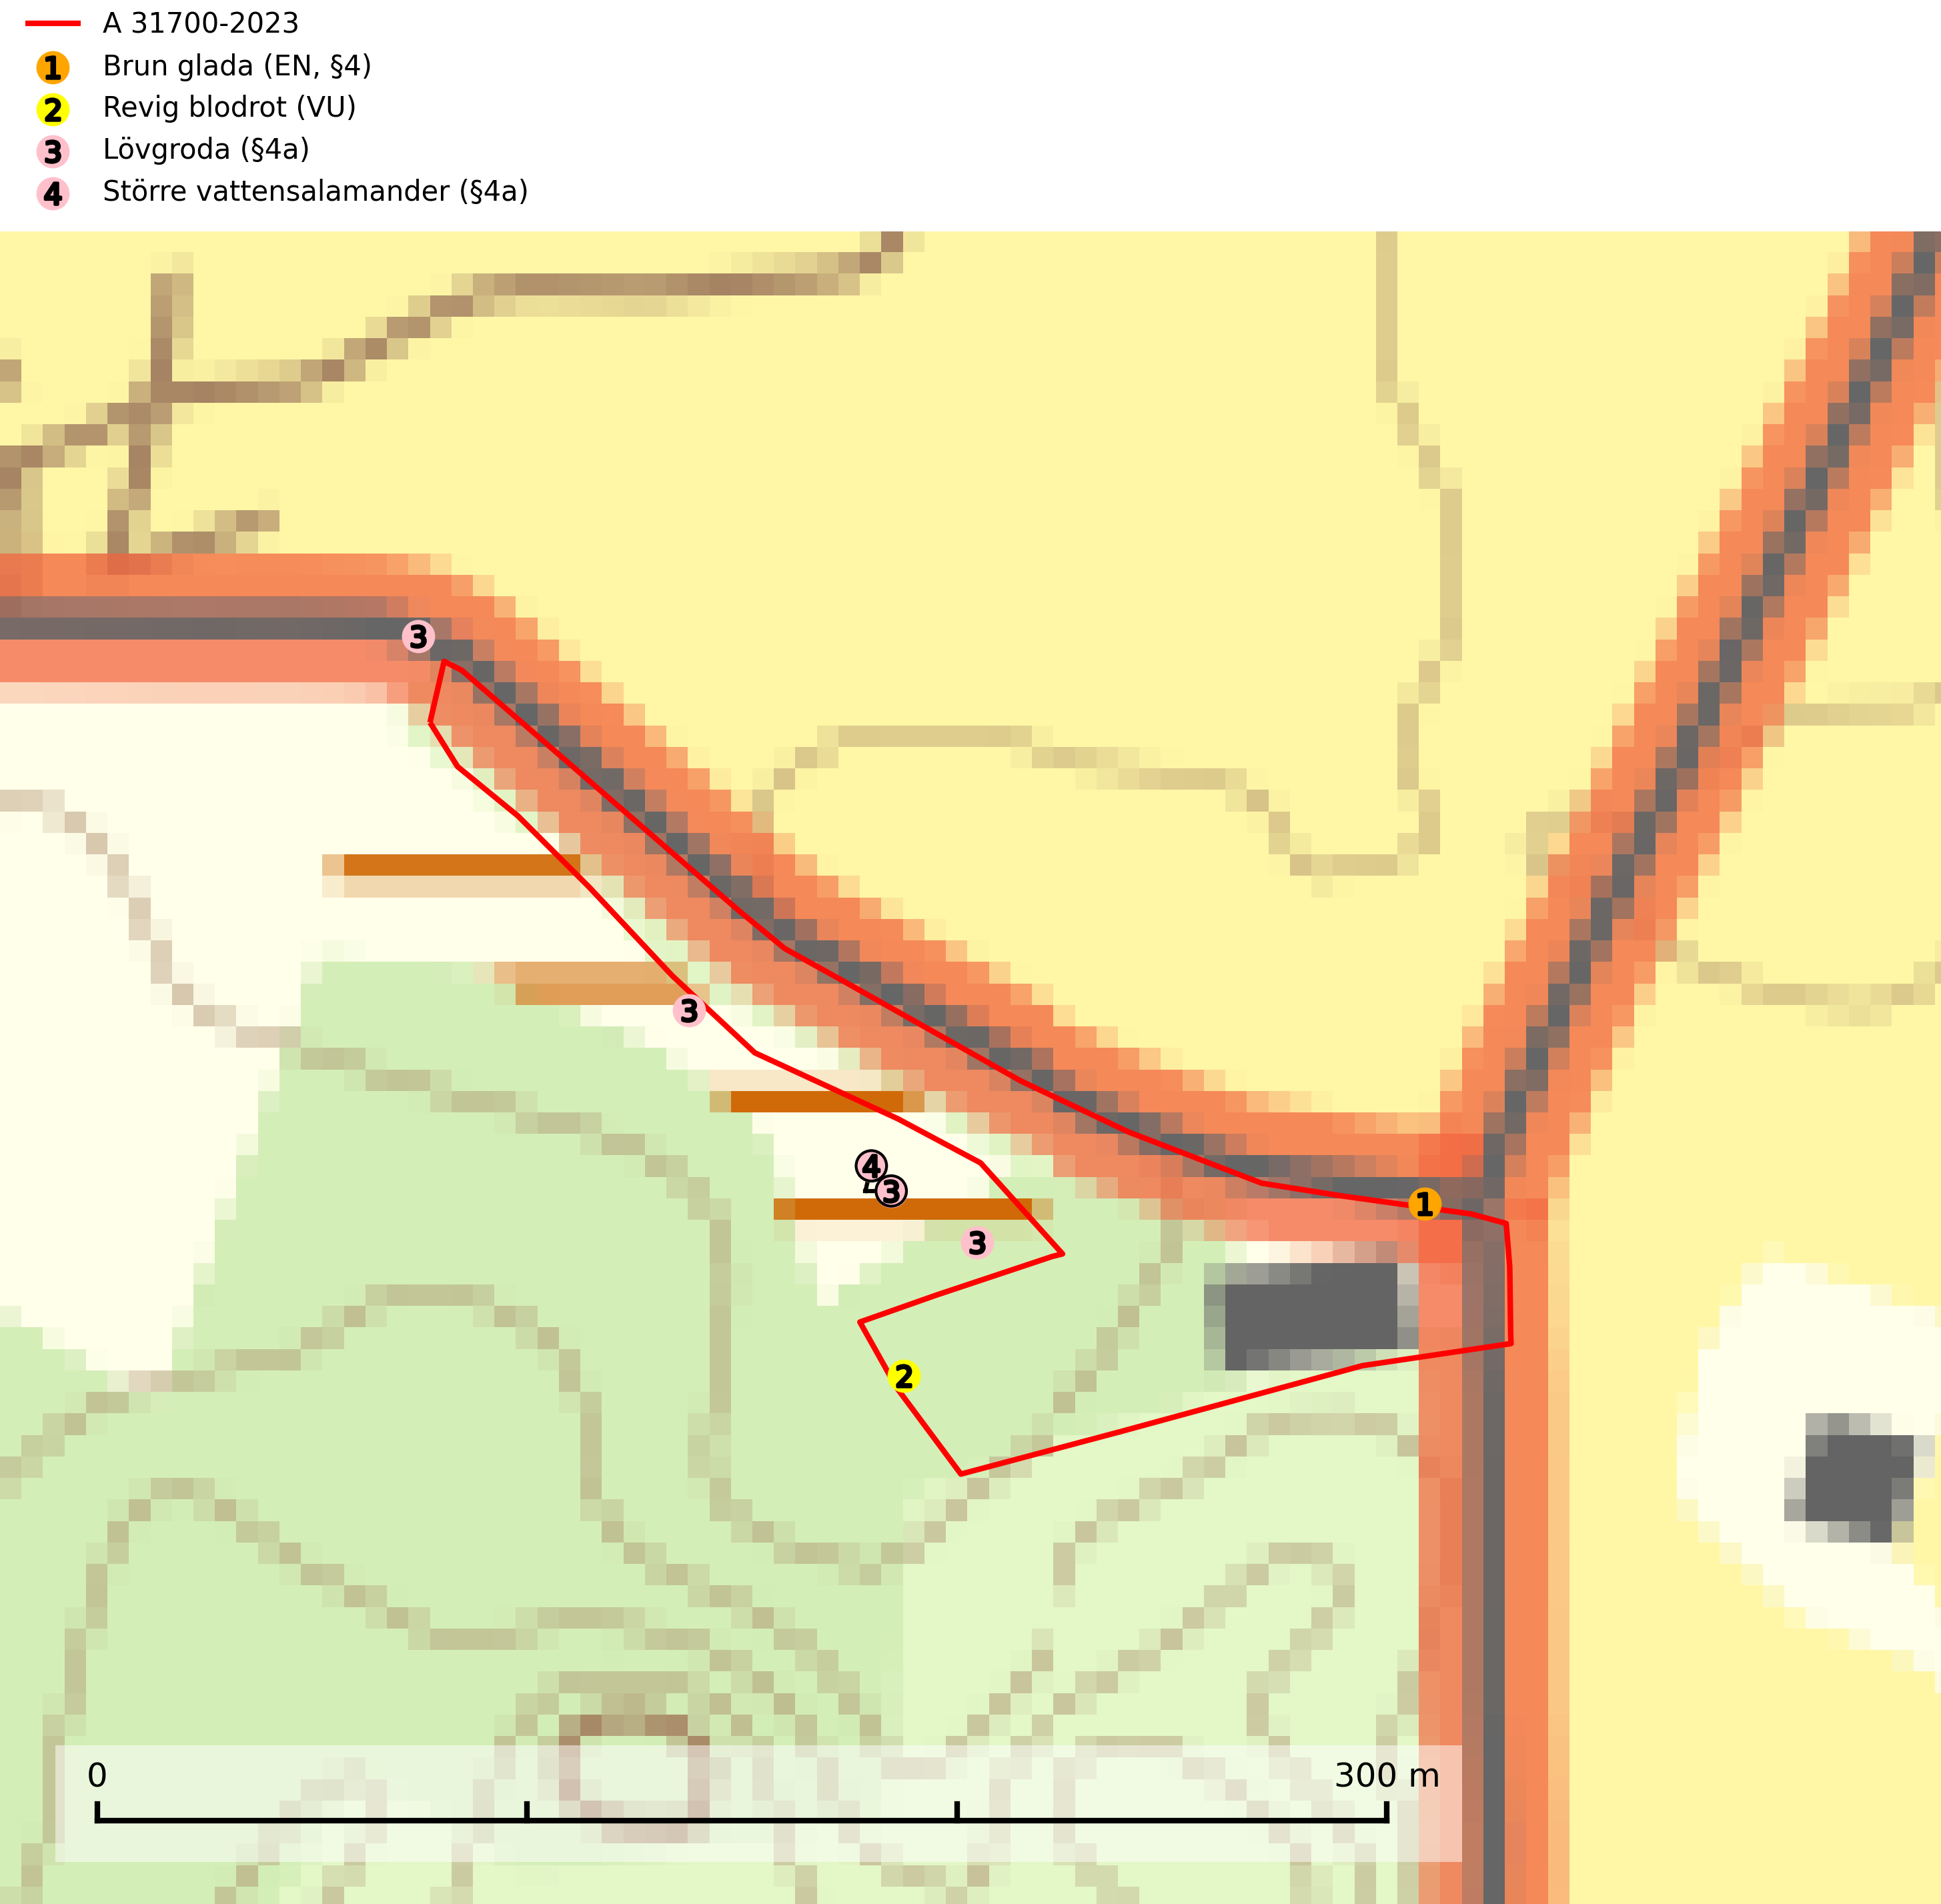 A 31700-2023
1 Brun glada (EN, §4)
2 Revig blodrot (VU)
3 Lövgroda (§4a)
4 Större vattensalamander (§4a)
3
3
4
3
1
3
2
0 300 m